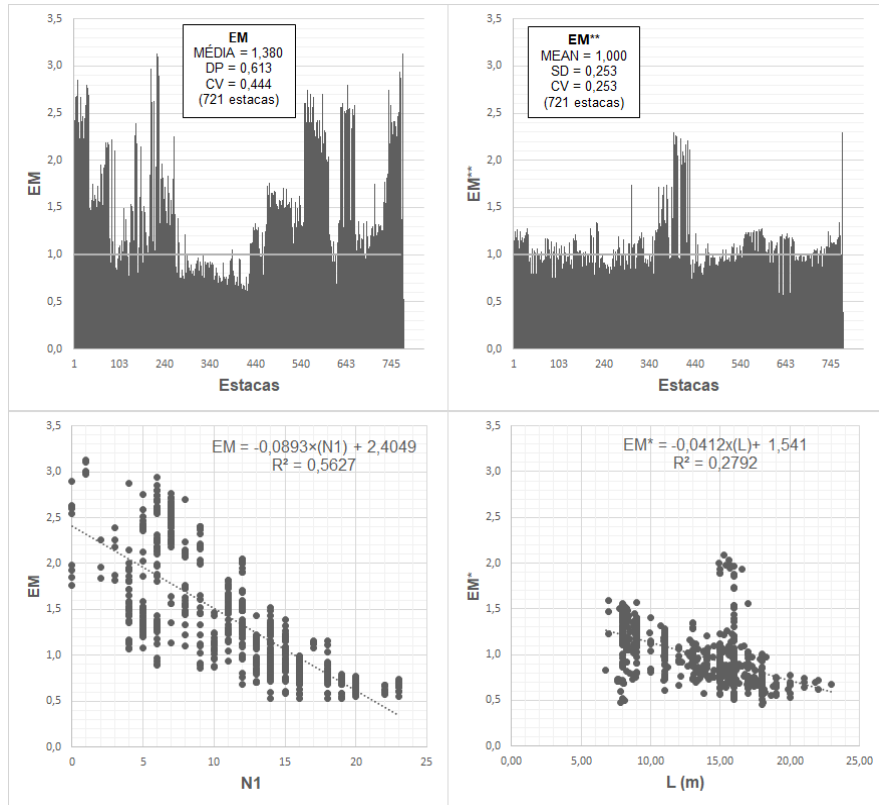 3,5
3,0
2,5
2,0
1,5
1,0
0,5
0,0
EM
EM
MÉDIA = 1,380
DP = 0,613
CV = 0,444
(721 estacas)
1 103 240 340 440 540 643 745
Estacas
3,5
3,0
2,5
2,0
1,5
1,0
0,5
0,0
EM**
EM**
MEAN = 1,000
SD = 0,253
CV = 0,253
(721 estacas)
1 103 240 340 440 540 643 745
Estacas
3,5
3,0
2,5
2,0
1,5
1,0
0,5
0,0
EM
EM = -0,0893×(N1) + 2,4049
R² = 0,5627
0 5 10 15 20 25
N1
3,5
3,0
2,5
2,0
1,5
1,0
0,5
0,0
EM*
EM* = -0,0412x(L)+ 1,541
R² = 0,2792
0,00 5,00 10,00 15,00 20,00 25,00
L (m)